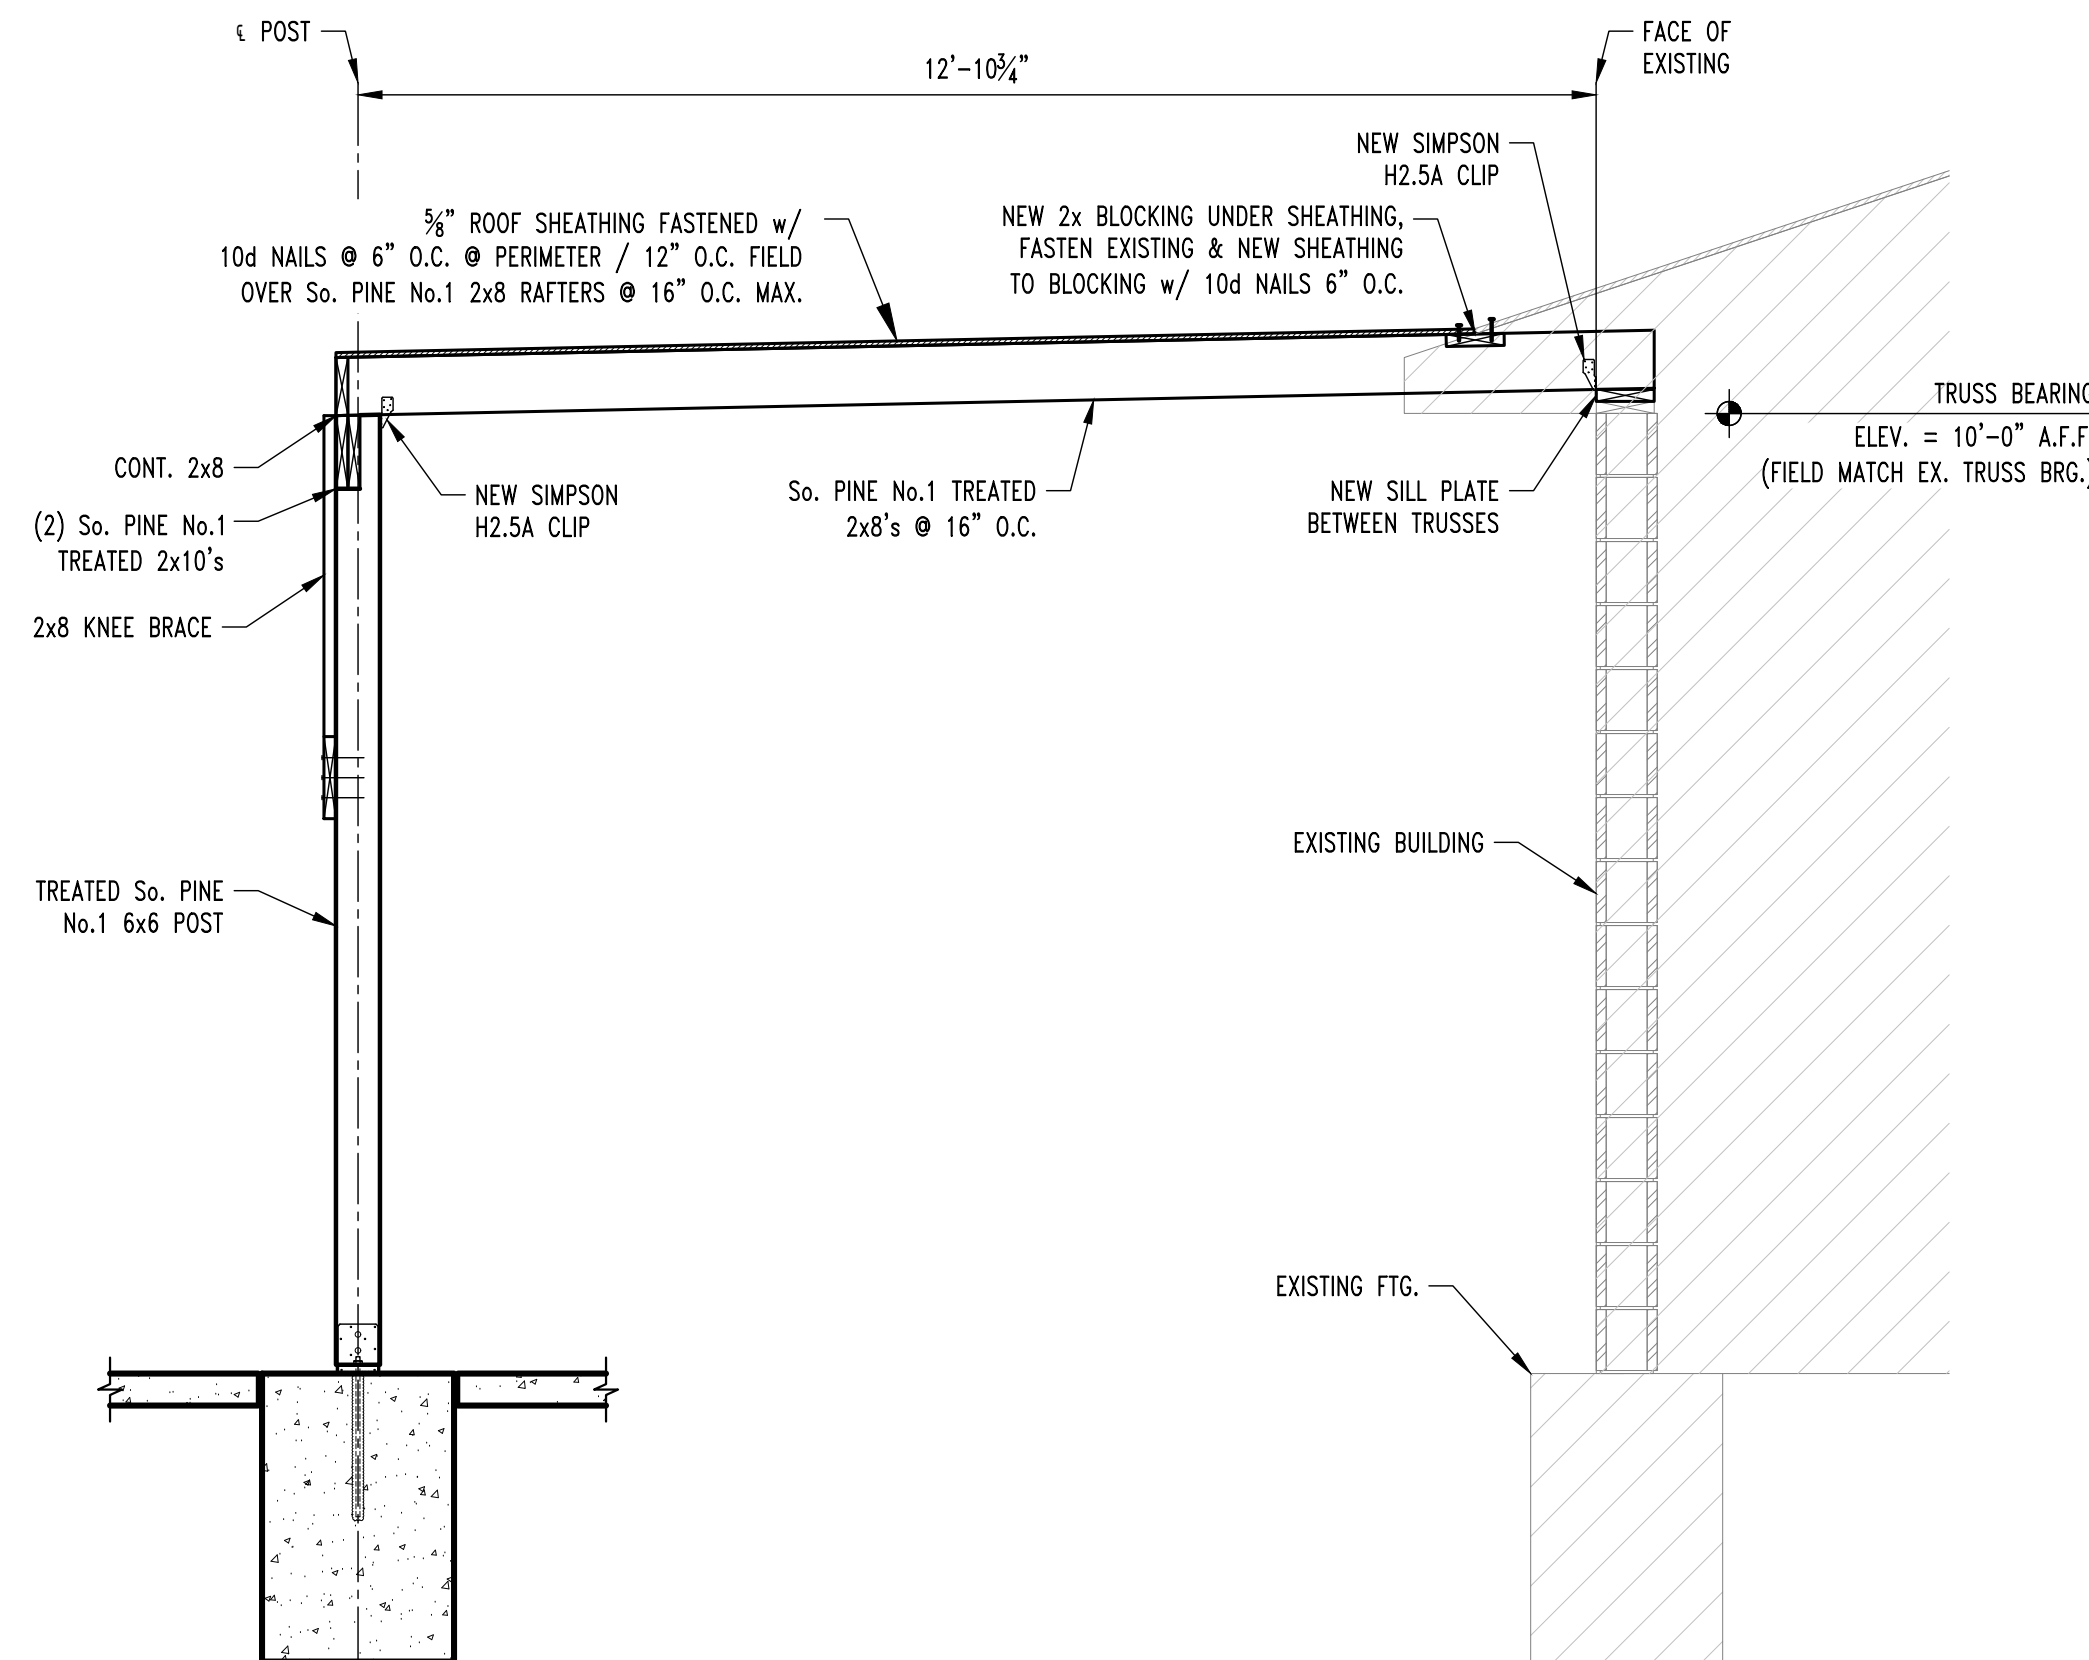 ℄ POST
FACE OF
EXISTING
12'-10¾"
NEW SIMPSON
H2.5A CLIP
⅝" ROOF SHEATHING FASTENED w/
10d NAILS @ 6" O.C. @ PERIMETER / 12" O.C. FIELD
OVER So. PINE No.1 2x8 RAFTERS @ 16" O.C. MAX.
NEW 2x BLOCKING UNDER SHEATHING,
FASTEN EXISTING & NEW SHEATHING
TO BLOCKING w/ 10d NAILS 6" O.C.
TRUSS BEARING
ELEV. = 10'-0" A.F.F
(FIELD MATCH EX. TRUSS BRG.)
CONT. 2x8
(2) So. PINE No.1
TREATED 2x10's
2x8 KNEE BRACE
NEW SIMPSON
H2.5A CLIP
So. PINE No.1 TREATED
2x8's @ 16" O.C.
NEW SILL PLATE
BETWEEN TRUSSES
EXISTING BUILDING
TREATED So. PINE
No.1 6x6 POST
EXISTING FTG.